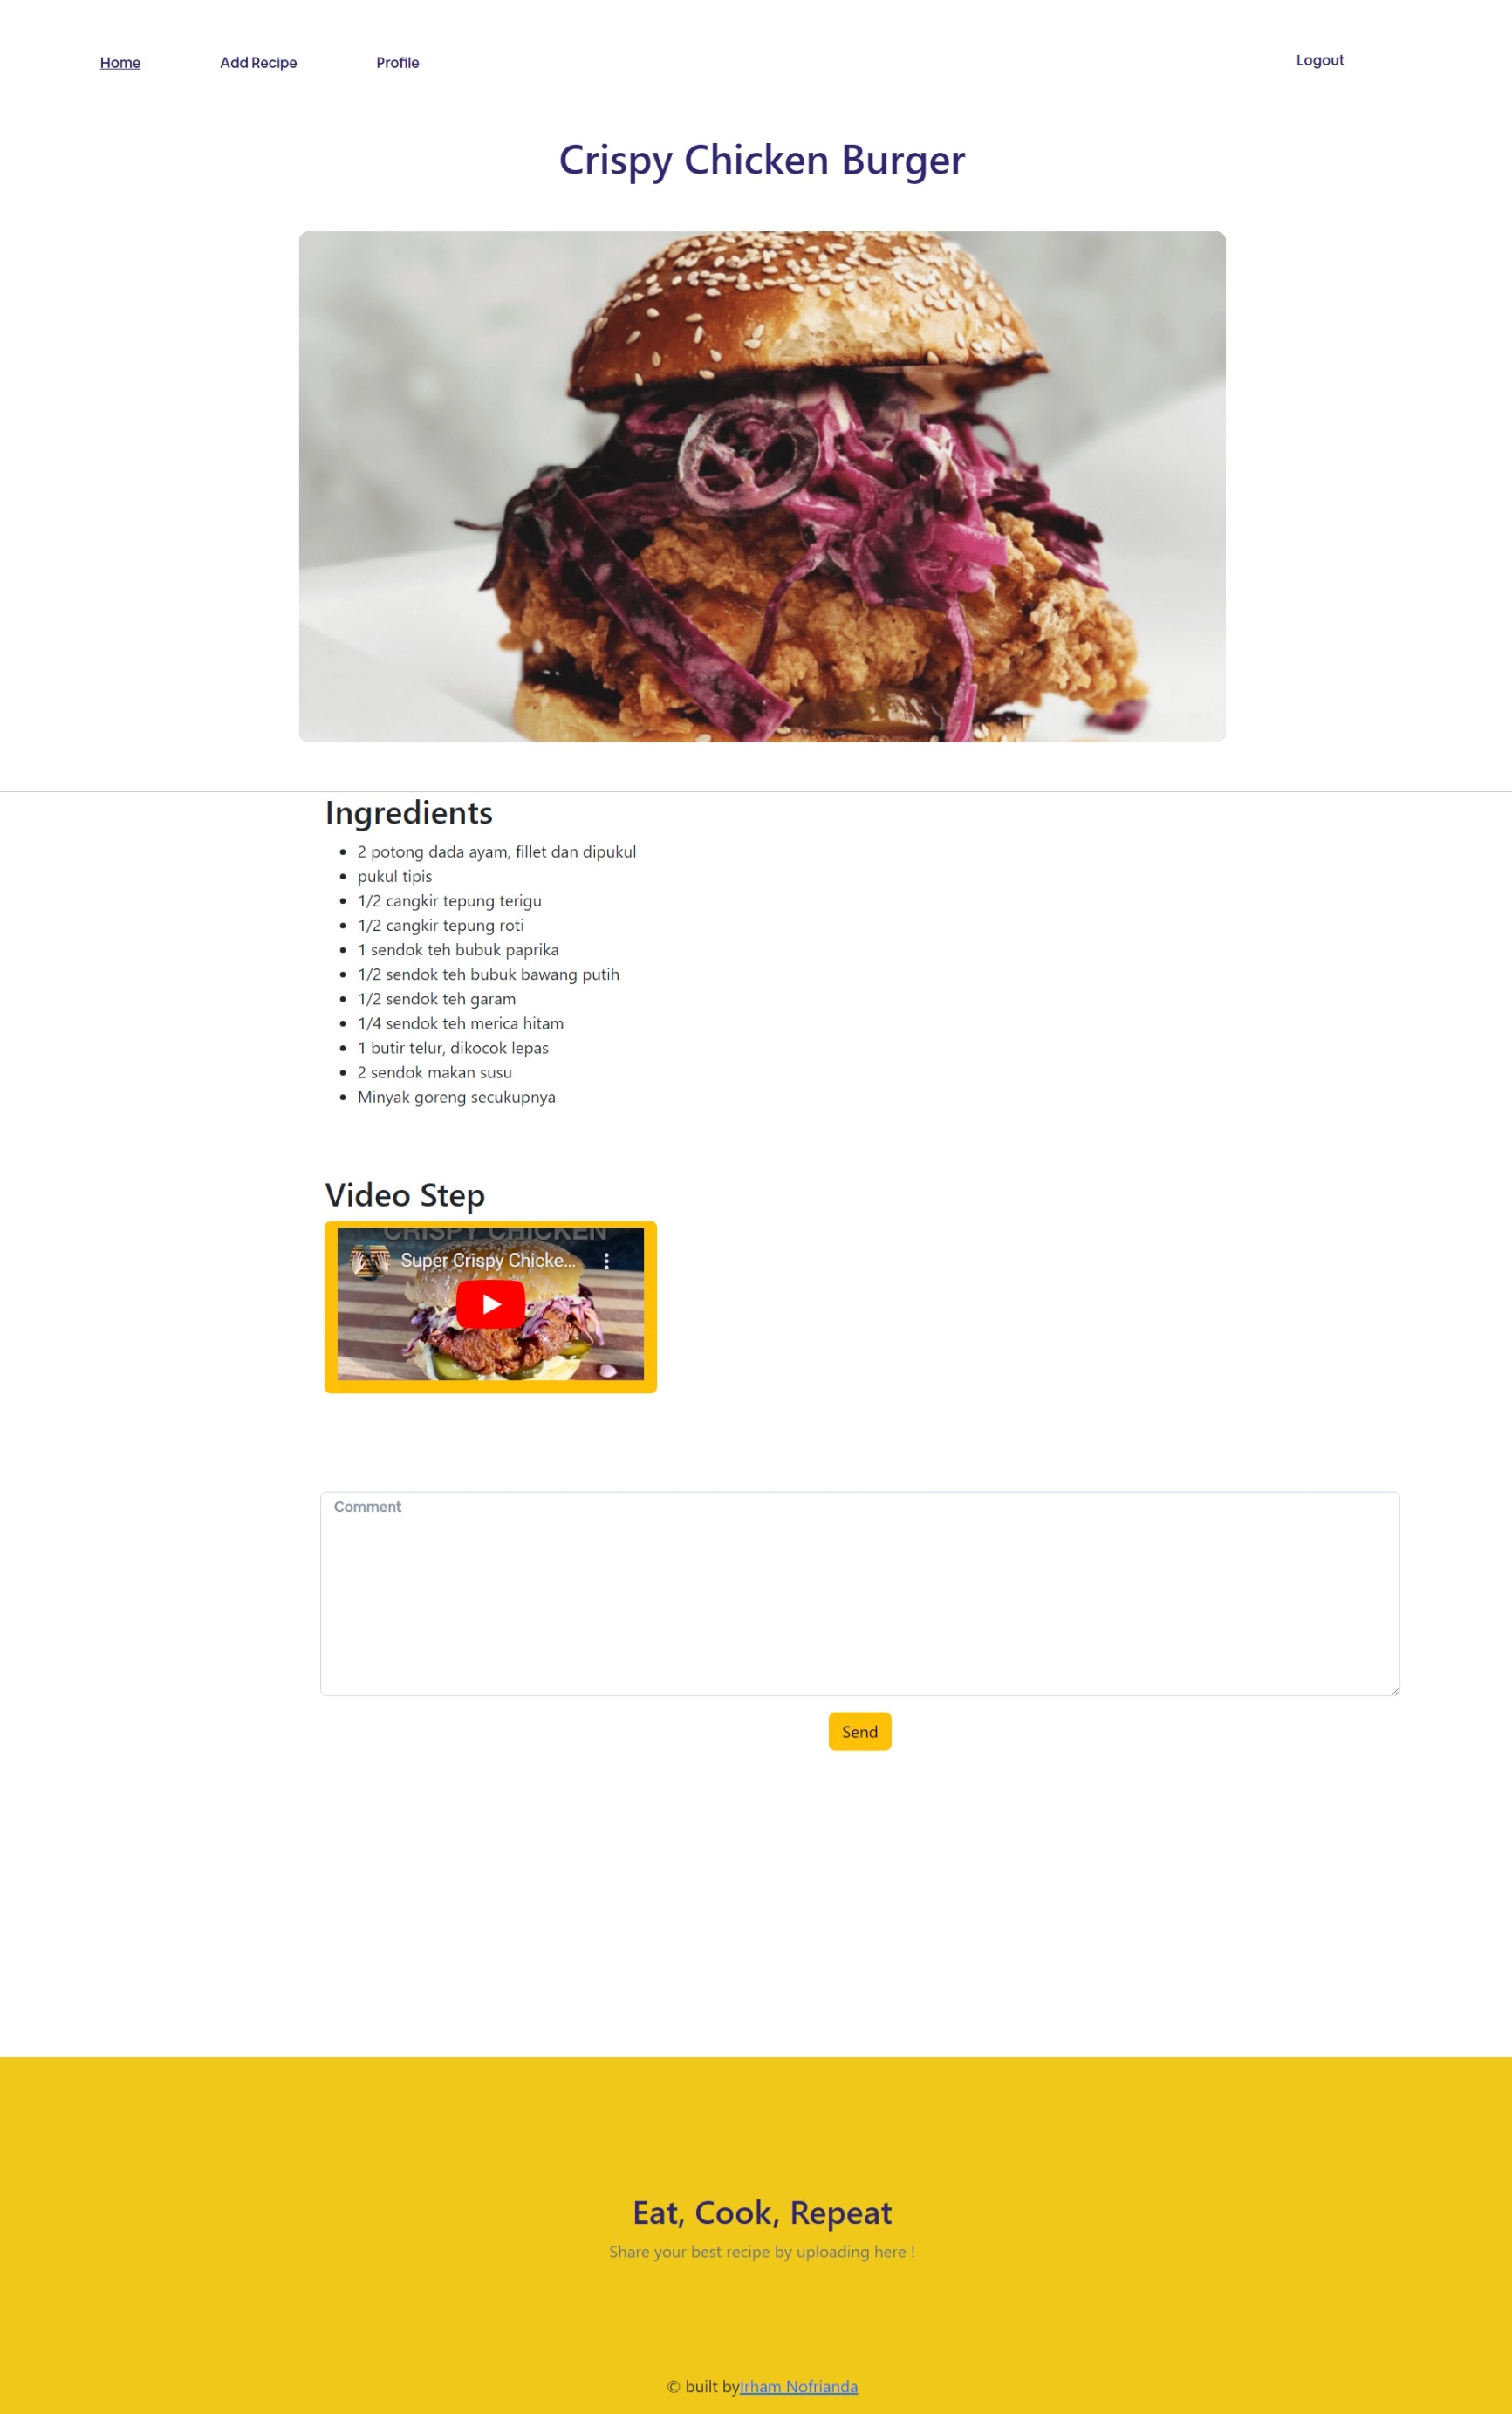 Home Add Recipe Profile Logout
Crispy Chicken Burger
Ingredients
2 potong dada ayam, fillet dan dipukul
pukul tipis
1/2 cangkir tepung terigu
1/2 cangkir tepung roti
1 sendok teh bubuk paprika
1/2 sendok teh bubuk bawang putih
1/2 sendok teh garam
1/4 sendok teh merica hitam
1 butir telur, dikocok lepas
2 sendok makan susu
Minyak goreng secukupnya
Video Step
CRISPY CHICKEN
Super Crispy Chicke...
Comment
Send
Eat, Cook, Repeat
Share your best recipe by uploading here !
© built byIrham Nofrianda